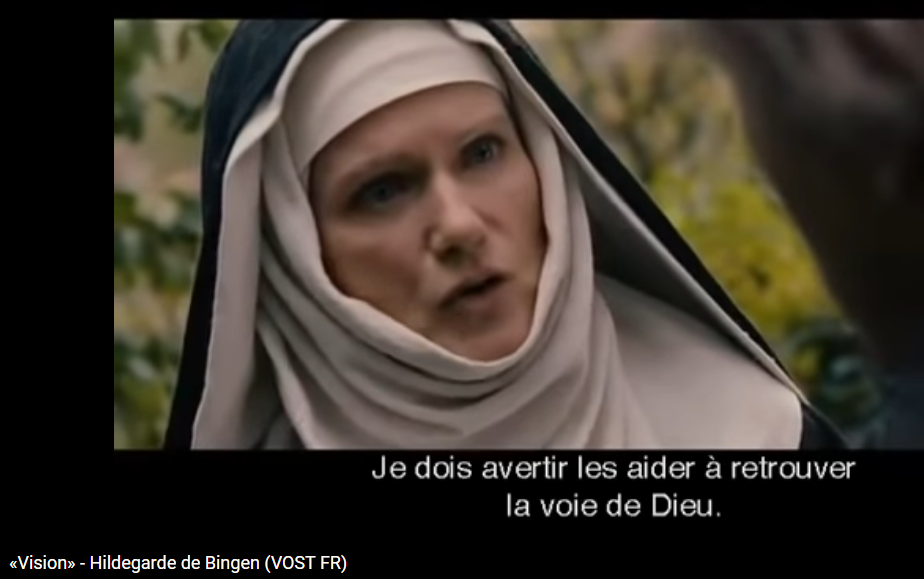 Je dois avertir les aider à retrouver
la voie de Dieu.
«Vision» - Hildegarde de Bingen (VOST FR)